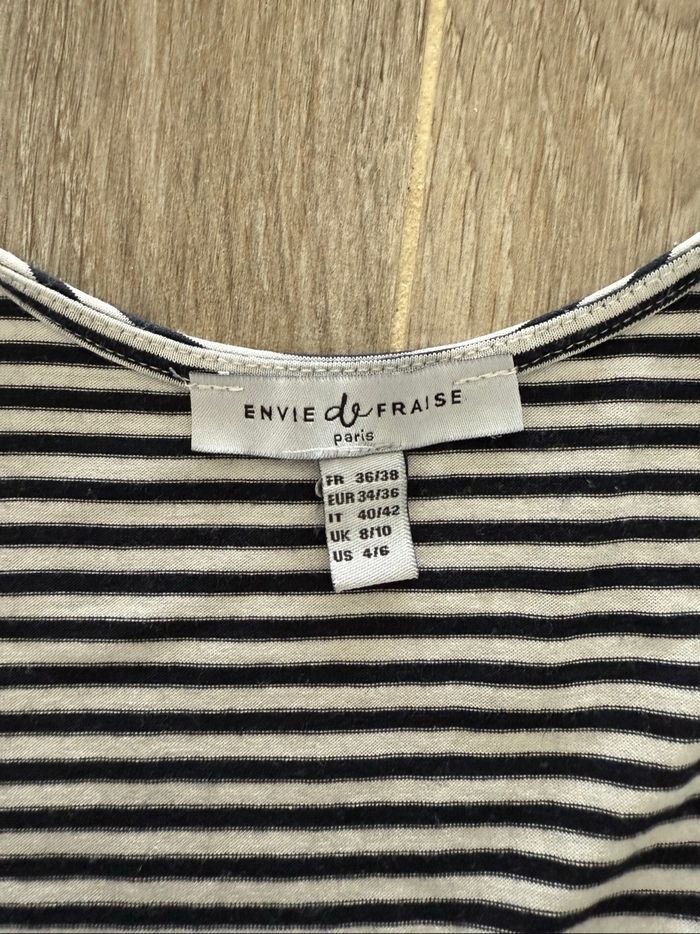 ENVIE de FRAISE
paris
FR 36/38
EUR 34/36
IT 40/42
UK 8/10
US 4/6